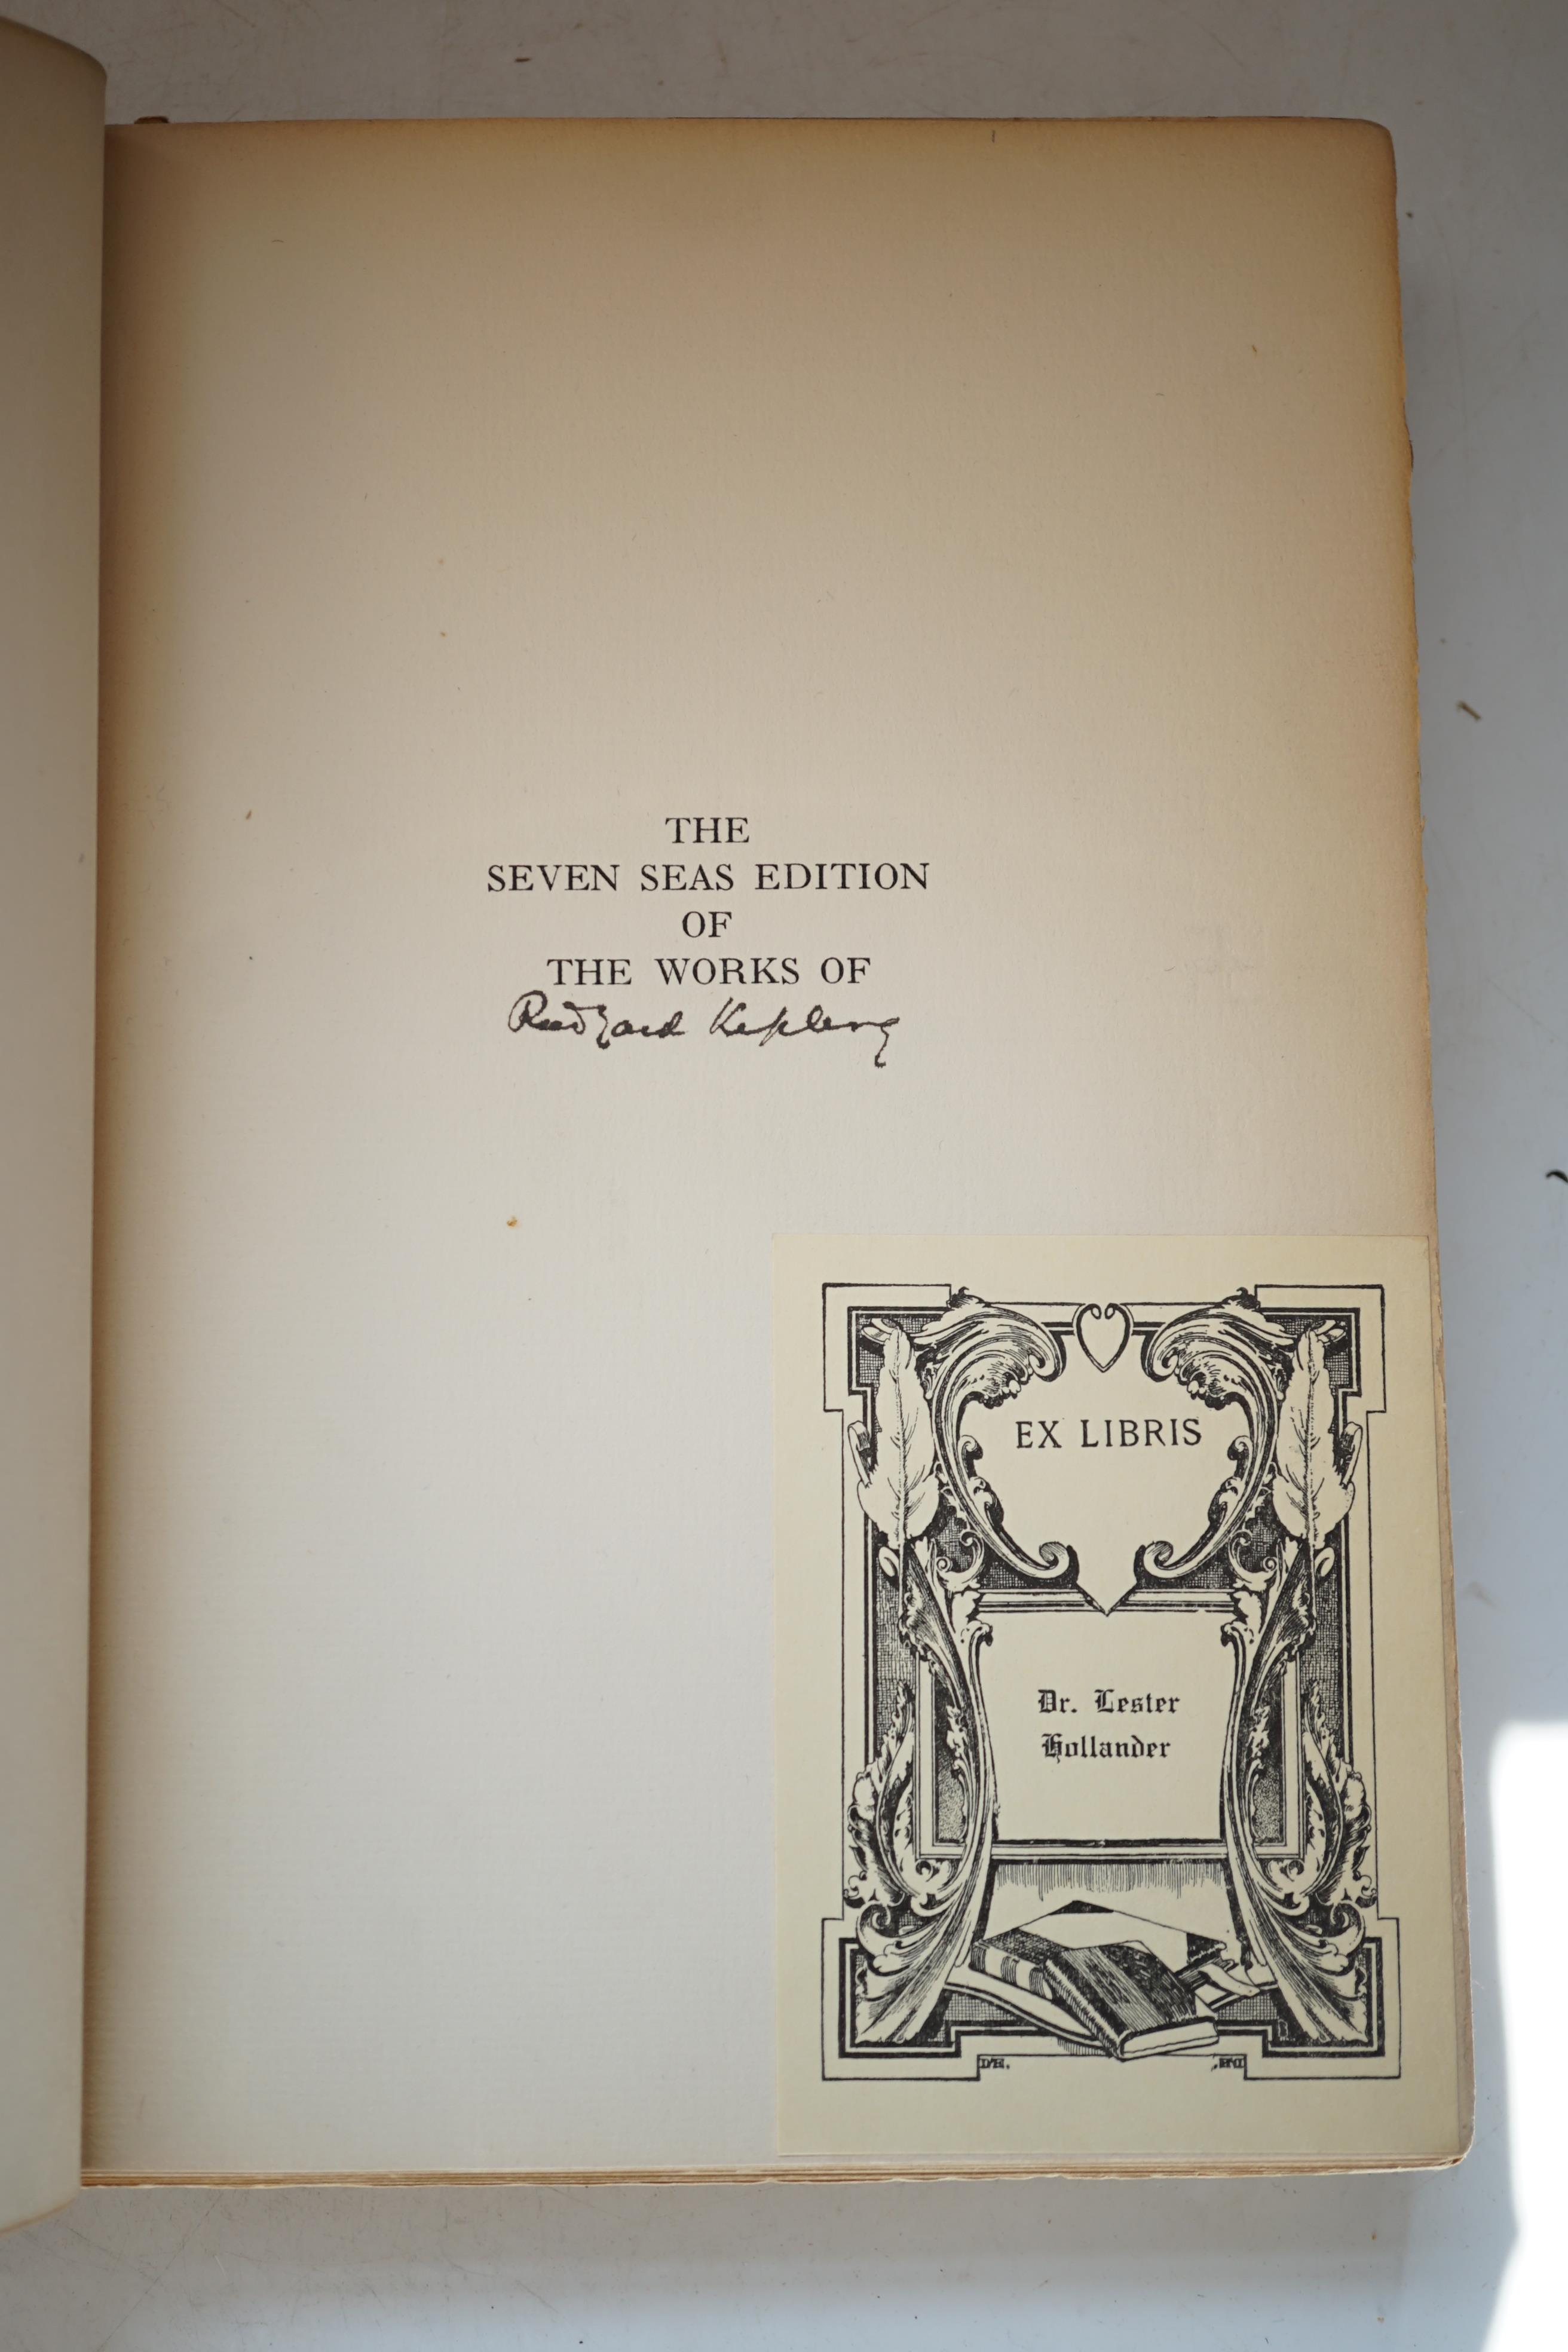 THE
SEVEN SEAS EDITION
OF
THE WORKS OF
Rudyard Kipling
EX LIBRIS
Dr. Lester
Hollander